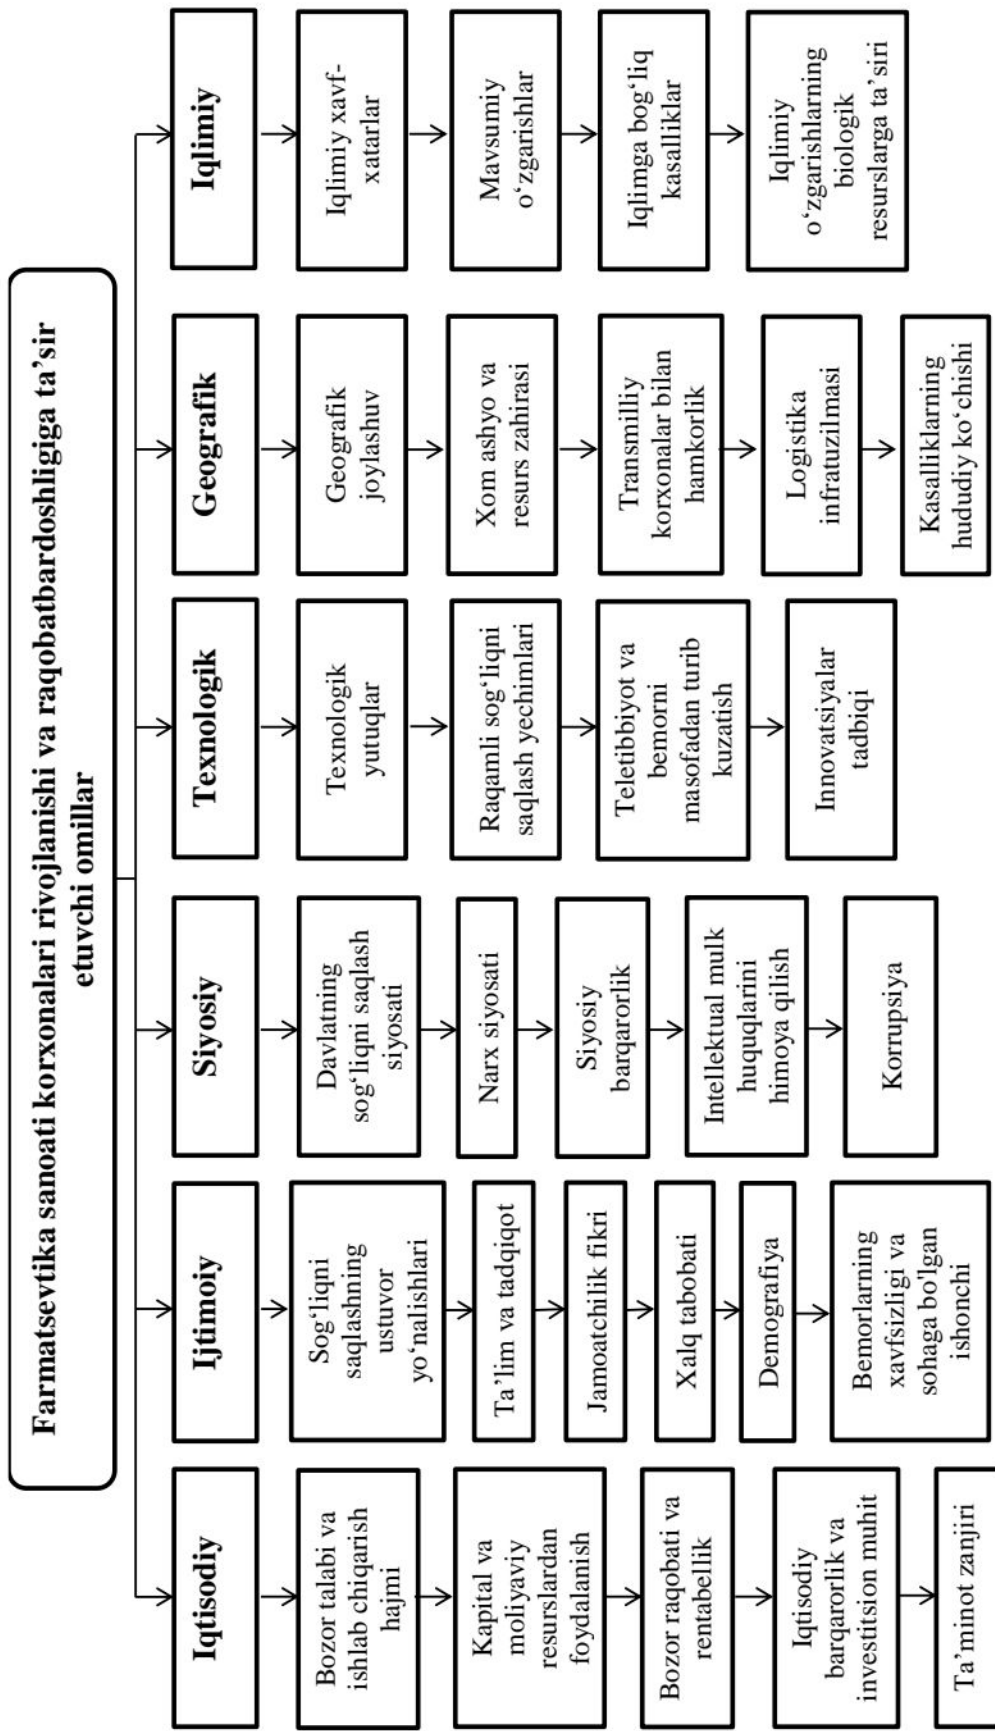 Farmatsevtika sanoati korxonalari rivojlanishi va raqobatbardoshligiga ta’sir
etuvchi omillar
Iqtisodiy
Bozor talabi va
ishlab chiqarish
hajmi
Kapital va
moliyaviy
resurslardan
foydalanish
Bozor raqobati va
rentabellik
Iqtisodiy
barqarorlik va
investitsion muhit
Ta’minot zanjiri
Ijtimoiy
Sog‘liqni
saqlashning
ustuvor
yo‘nalishlari
Ta’lim va tadqiqot
Jamoatchilik fikri
Xalq tabobati
Demografiya
Bemorlarning
xavfsizligi va
sohaga bo'lgan
ishonchi
Siyosiy
Davlatning
sog‘liqni saqlash
siyosati
Narx siyosati
Siyosiy
barqarorlik
Intellektual mulk
huquqlarini
himoya qilish
Korrupsiya
Texnologik
Texnologik
yutuqlar
Raqamli sog‘liqni
saqlash yechimlari
Teletibbiyot va
bemorni
masofadan turib
kuzatish
Innovatsiyalar
tadbiqi
Geografik
Geografik
joylashuv
Xom ashyo va
resurs zahirasi
Transmilliy
korxonalar bilan
hamkorlik
Logistika
infratuzilmasi
Kasalliklarning
hududiy ko‘chishi
Iqlimiy
Iqlimiy xavf-
xatarlar
Mavsumiy
o‘zgarishlar
Iqlimga bog‘liq
kasalliklar
Iqlimiy
o‘zgarishlarning
biologik
resurslarga ta’siri